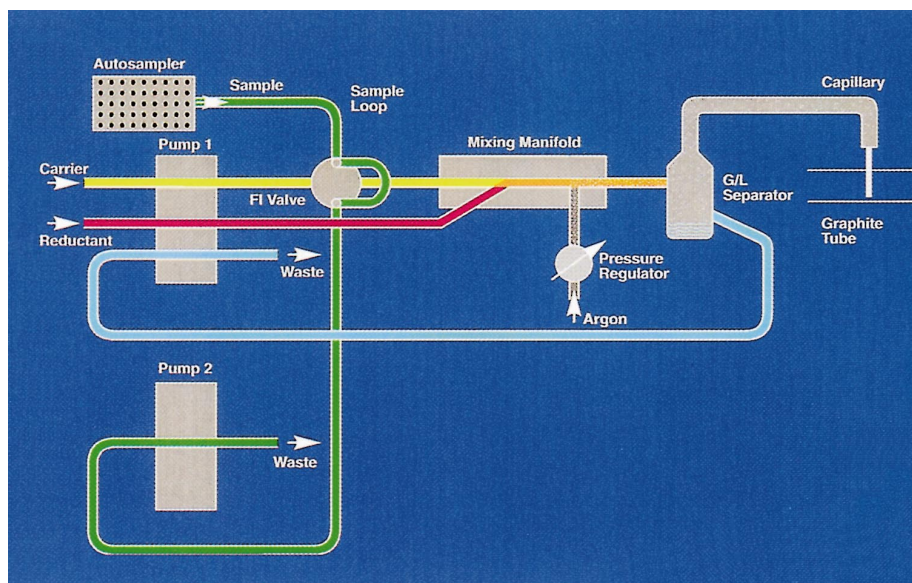 Autosampler
Sample
Sample
Loop
Capillary
Pump 1
Mixing Manifold
Carrier
FI Valve
G/L
Separator
Reductant
Graphite
Tube
Waste
Pressure
Regulator
Argon
Pump 2
Waste